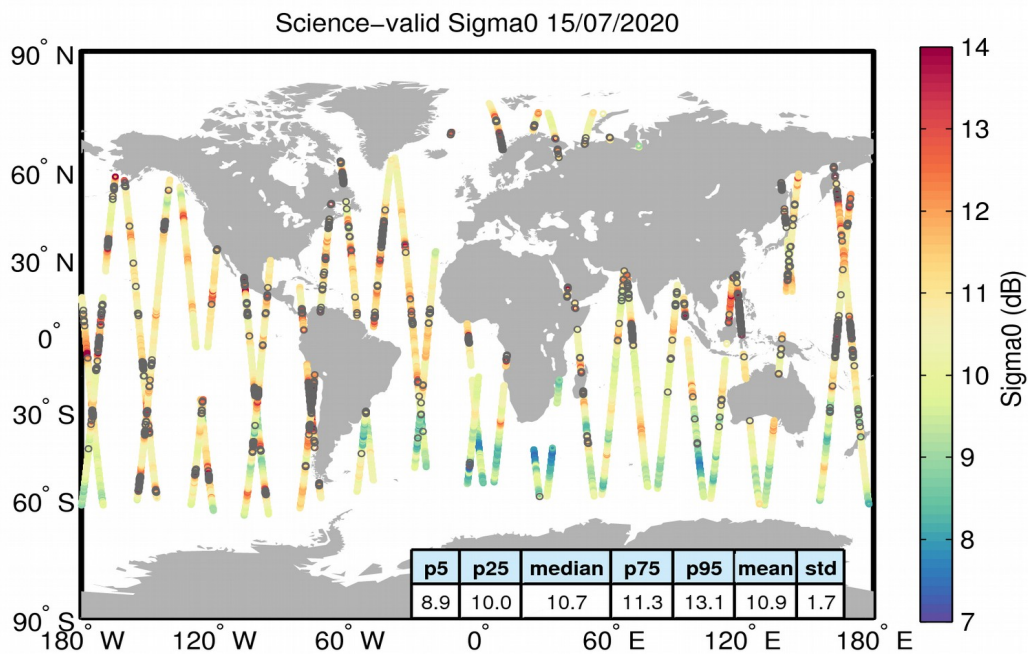 Science−valid Sigma0 15/07/2020
90° N
60° N
30° N
0°
30° S
60° S
90° S
180° W
120° W
60° W
0°
60° E
120° E
180° E
p5 p25 median p75 p95 mean std
8.9 10.0 10.7 11.3 13.1 10.9 1.7
14
13
12
11
10
9
8
7
Sigma0 (dB)